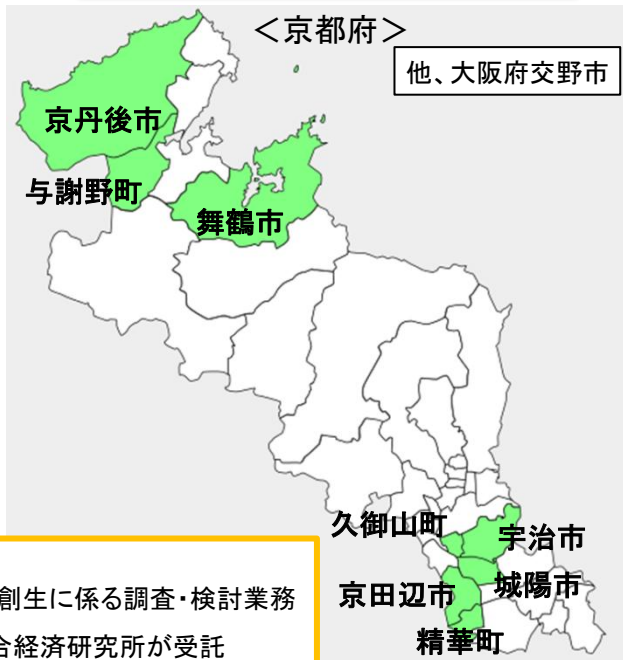 ＜京都府＞
他、大阪府交野市
京丹後市
与謝野町
舞鶴市
久御山町
宇治市
城陽市
京田辺市
精華町
創生に係る調査・検討業務
合経済研究所が受託